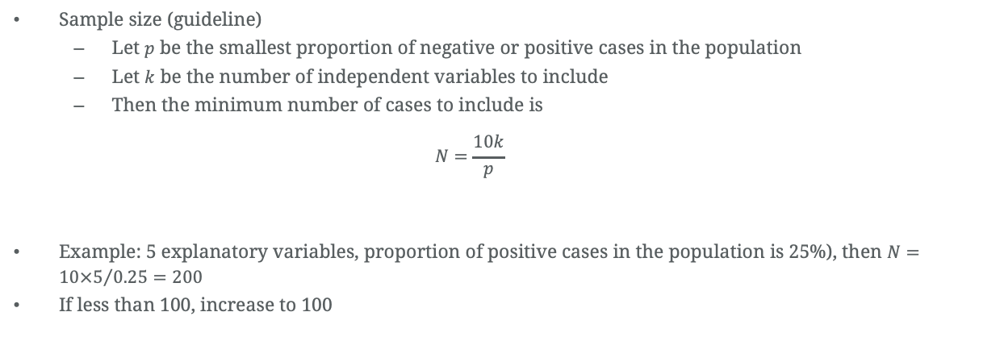 • Sample size (guideline)
– Let p be the smallest proportion of negative or positive cases in the population
– Let k be the number of independent variables to include
– Then the minimum number of cases to include is
N = 10k/p
• Example: 5 explanatory variables, proportion of positive cases in the population is 25%), then N =
10×5/0.25 = 200
• If less than 100, increase to 100